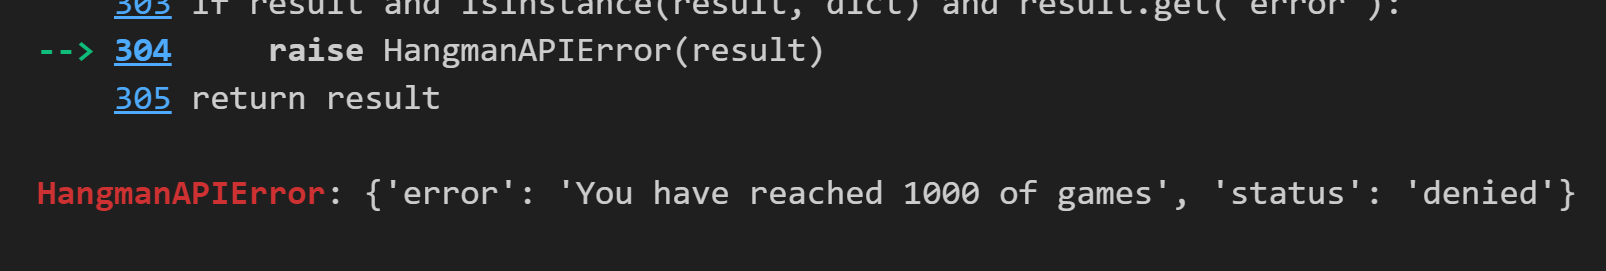 303 if result and isinstance(result, dict) and result.get('error'):
--> 304     raise HangmanAPIError(result)
305 return result
HangmanAPIError: {'error': 'You have reached 1000 of games', 'status': 'denied'}